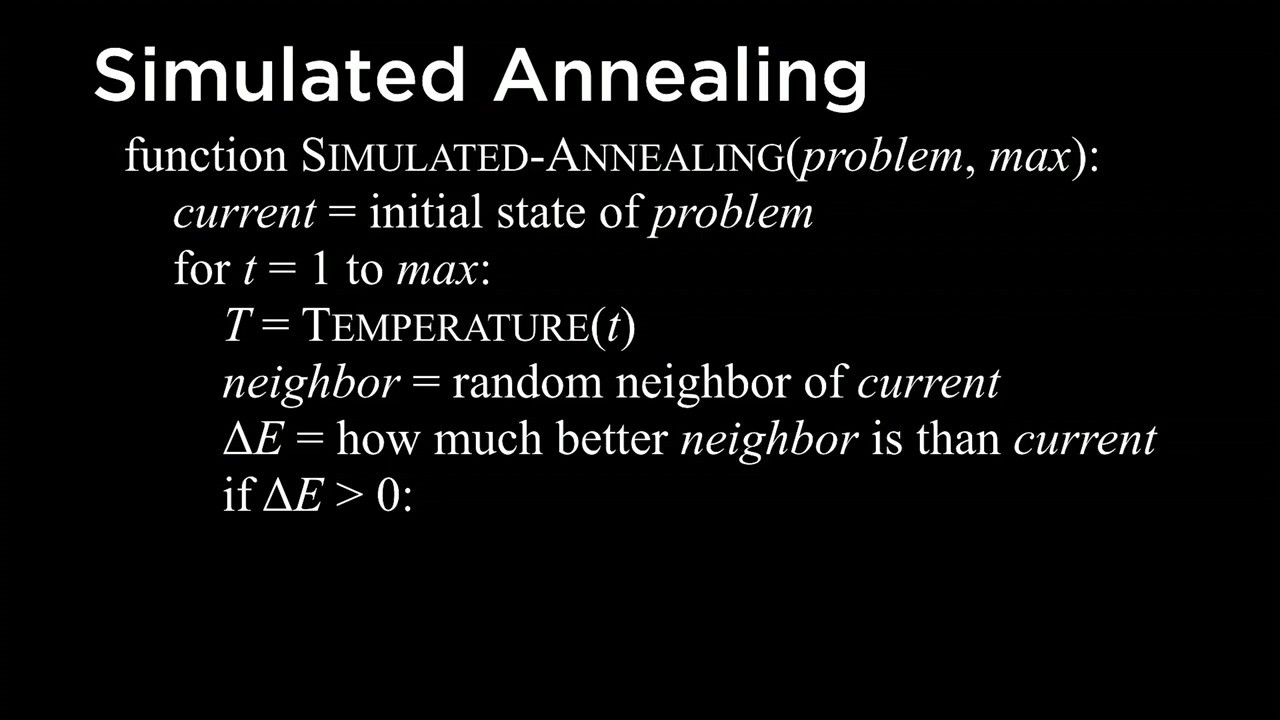 Simulated Annealing
function SIMULATED-ANNEALING(problem, max):
current = initial state of problem
for t = 1 to max:
T = TEMPERATURE(t)
neighbor = random neighbor of current
ΔE = how much better neighbor is than current
if ΔE > 0: